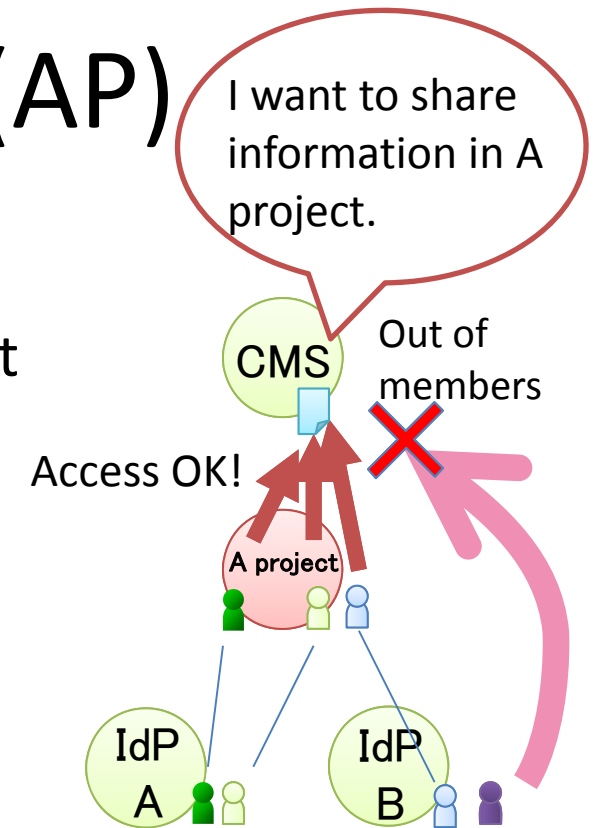 (AP)
I want to share
information in A
project.
t
CMS
Out of
members
Access OK!
A project
IdP
A
IdP
B